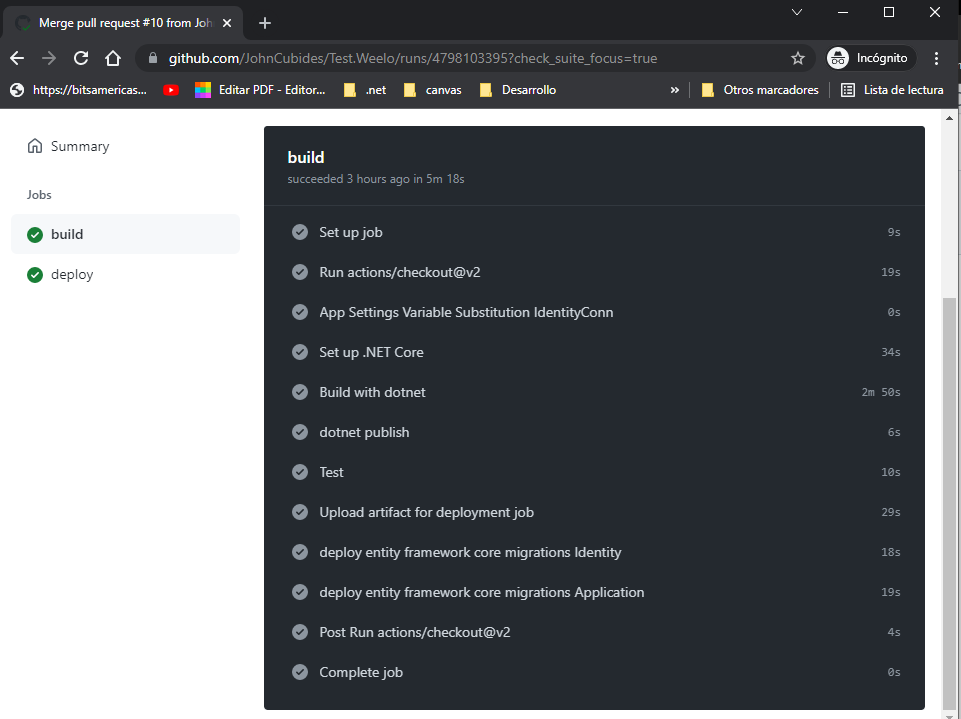 Merge pull request #10 from Joh
github.com/JohnCubides/Test.Weelo/runs/4798103395?check_suite_focus=true
Incógnito
https://bitsamericas...
Editar PDF - Editor...
.net
canvas
Desarrollo
»
Otros marcadores
Lista de lectura
Summary
Jobs
build
deploy
build
succeeded 3 hours ago in 5m 18s
Set up job 9s
Run actions/checkout@v2 19s
App Settings Variable Substitution IdentityConn 0s
Set up .NET Core 34s
Build with dotnet 2m 50s
dotnet publish 6s
Test 10s
Upload artifact for deployment job 29s
deploy entity framework core migrations Identity 18s
deploy entity framework core migrations Application 19s
Post Run actions/checkout@v2 4s
Complete job 0s